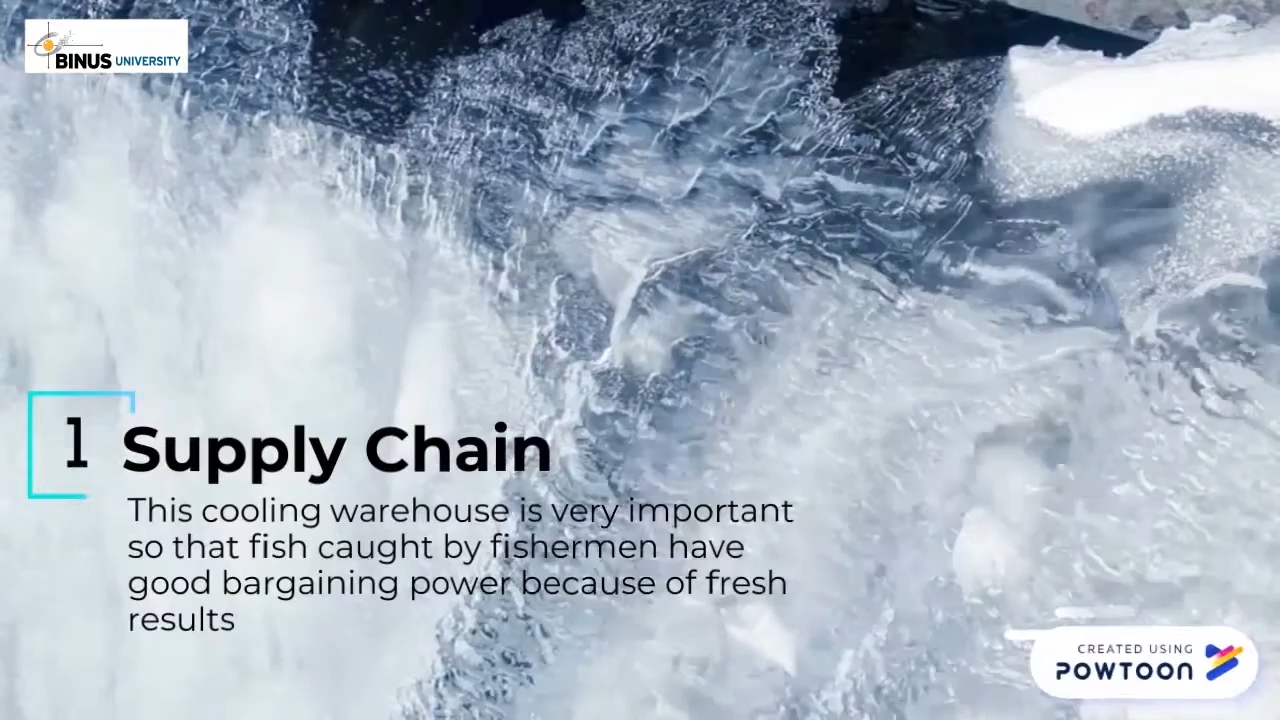 BINUS UNIVERSITY
1 Supply Chain
This cooling warehouse is very important
so that fish caught by fishermen have
good bargaining power because of fresh
results
CREATED USING
POWTOON